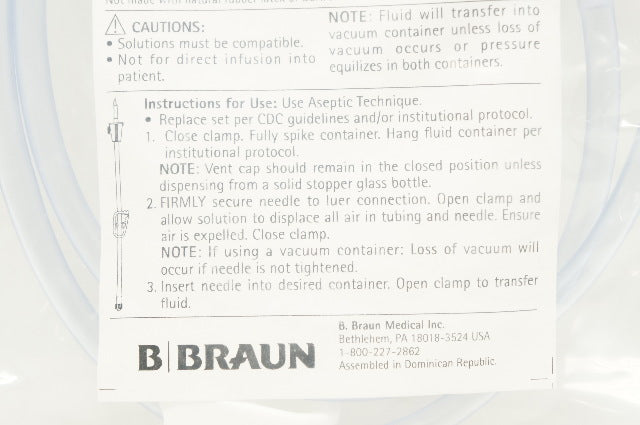 Not made with natural rubber latex
CAUTIONS:
• Solutions must be compatible.
• Not for direct infusion into
patient.
NOTE: Fluid will transfer into
vacuum container unless loss of
vacuum occurs or pressure
equilizes in both containers.
Instructions for Use: Use Aseptic Technique.
• Replace set per CDC guidelines and/or institutional protocol.
1. Close clamp. Fully spike container. Hang fluid container per
institutional protocol.
NOTE: Vent cap should remain in the closed position unless
dispensing from a solid stopper glass bottle.
2. FIRMLY secure needle to luer connection. Open clamp and
allow solution to displace all air in tubing and needle. Ensure
air is expelled. Close clamp.
NOTE: If using a vacuum container: Loss of vacuum will
occur if needle is not tightened.
3. Insert needle into desired container. Open clamp to transfer
fluid.
B|BRAUN
B. Braun Medical Inc.
Bethlehem, PA 18018-3524 USA
1-800-227-2862
Assembled in Dominican Republic.